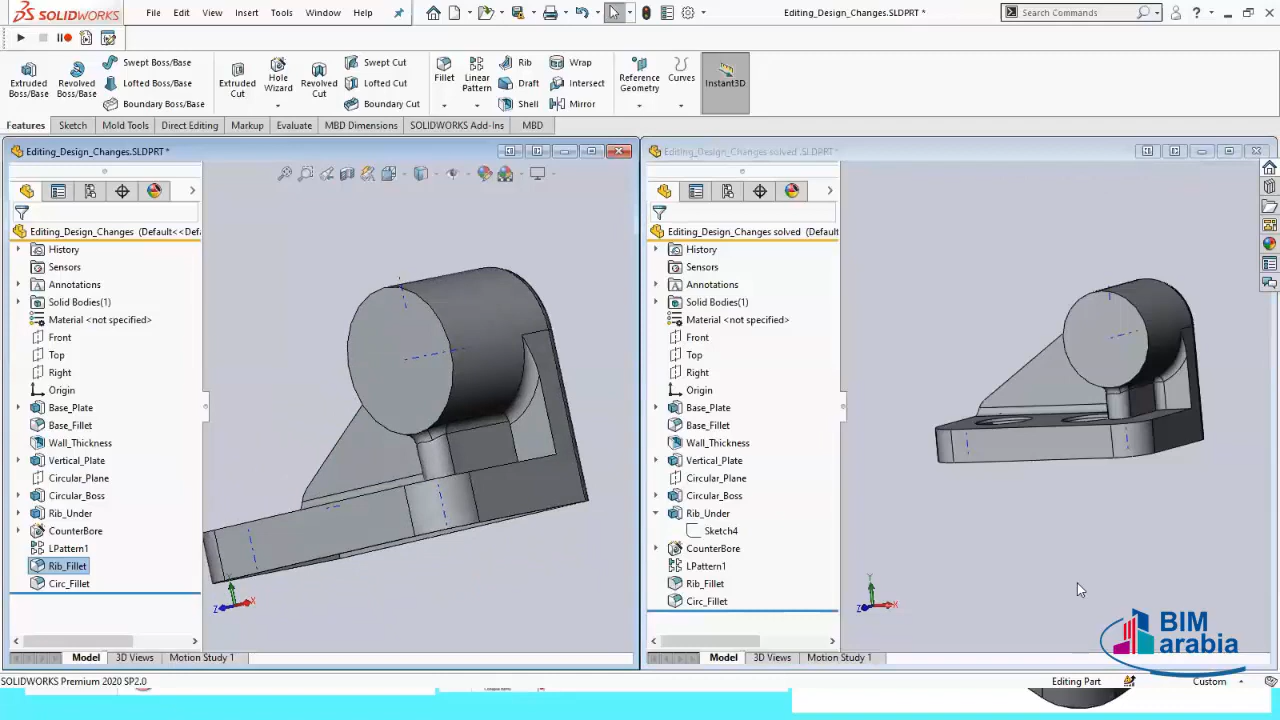 SOLIDWORKS
File Edit View Insert Tools Window Help
Editing_Design_Changes.SLDPRT *
Search Commands
Extruded Boss/Base
Revolved Boss/Base
Swept Boss/Base
Lofted Boss/Base
Boundary Boss/Base
Extruded Cut
Hole Wizard
Revolved Cut
Swept Cut
Lofted Cut
Boundary Cut
Fillet
Linear Pattern
Rib
Draft
Shell
Wrap
Intersect
Mirror
Reference Geometry
Curves
Instant3D
Features Sketch Mold Tools Direct Editing Markup Evaluate MBD Dimensions SOLIDWORKS Add-Ins MBD
Editing_Design_Changes.SLDPRT *
Editing_Design_Changes (Default<<Def
History
Sensors
Annotations
Solid Bodies(1)
Material <not specified>
Front
Top
Right
Origin
Base_Plate
Base_Fillet
Wall_Thickness
Vertical_Plate
Circular_Plane
Circular_Boss
Rib_Under
CounterBore
LPattern1
Rib_Fillet
Circ_Fillet
Y
X
Z
Model 3D Views Motion Study 1
Editing_Design_Changes solved .SLDPRT *
Editing_Design_Changes solved (Default
History
Sensors
Annotations
Solid Bodies(1)
Material <not specified>
Front
Top
Right
Origin
Base_Plate
Base_Fillet
Wall_Thickness
Vertical_Plate
Circular_Plane
Circular_Boss
Rib_Under
Sketch4
CounterBore
LPattern1
Rib_Fillet
Circ_Fillet
Y
X
Z
Model 3D Views Motion Study 1
BIM
arabia
SOLIDWORKS Premium 2020 SP2.0
Editing Part
Custom